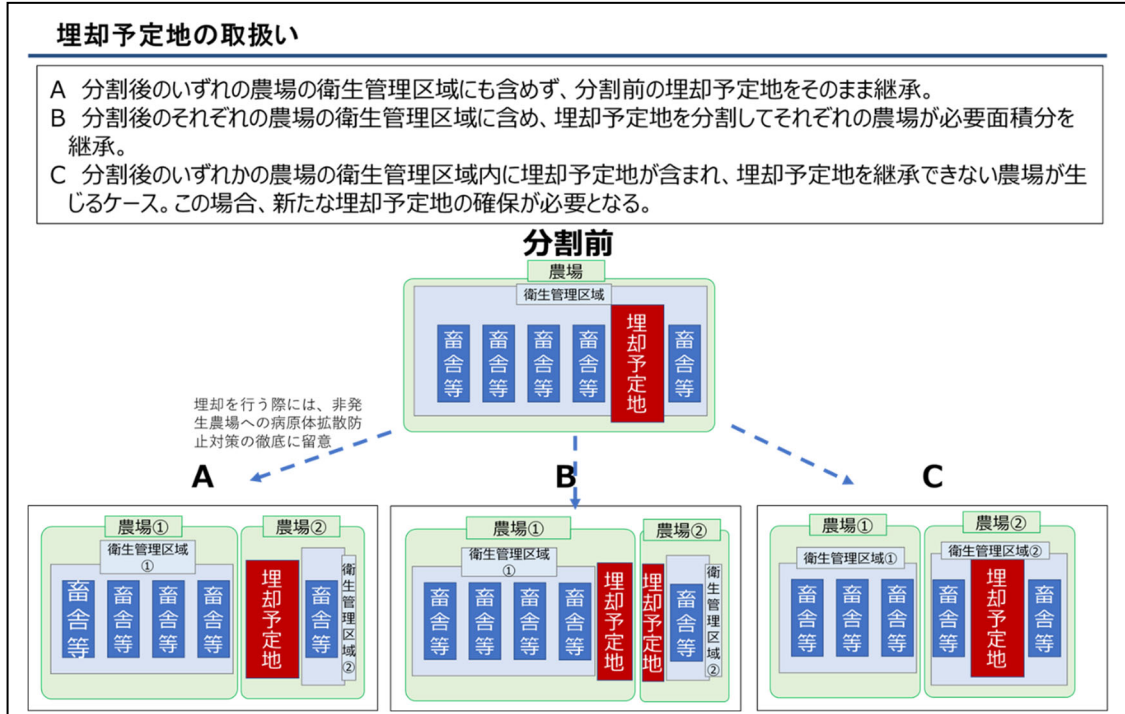 埋却予定地の取扱い
A 分割後のいずれの農場の衛生管理区域にも含めず、分割前の埋却予定地をそのまま継承。
B 分割後のそれぞれの農場の衛生管理区域に含め、埋却予定地を分割してそれぞれの農場が必要面積分を
継承。
C 分割後のいずれかの農場の衛生管理区域内に埋却予定地が含まれ、埋却予定地を継承できない農場が生
じるケース。この場合、新たな埋却予定地の確保が必要となる。
分割前
農場
衛生管理区域
畜舎等
畜舎等
畜舎等
畜舎等
埋却予定地
畜舎等
埋却を行う際には、非発
生農場への病原体拡散防
止対策の徹底に留意
A
B
C
農場①
衛生管理区域
①
畜舎等
畜舎等
畜舎等
畜舎等
農場②
埋却予定地
畜舎等
衛生管理区域②
農場①
衛生管理区域
①
畜舎等
畜舎等
畜舎等
畜舎等
埋却予定地
農場②
埋却予定地
畜舎等
衛生管理区域②
農場①
衛生管理区域①
畜舎等
畜舎等
畜舎等
農場②
衛生管理区域②
畜舎等
埋却予定地
畜舎等